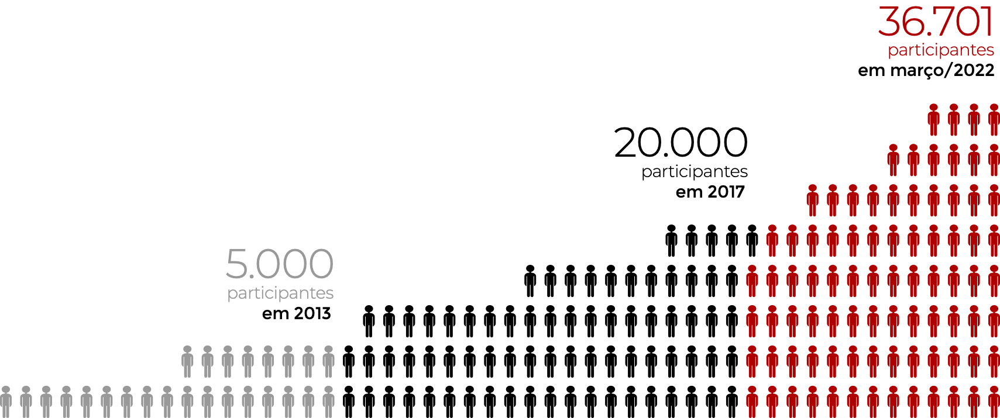 36.701
participantes
em março/2022
20.000
participantes
em 2017
5.000
participantes
em 2013